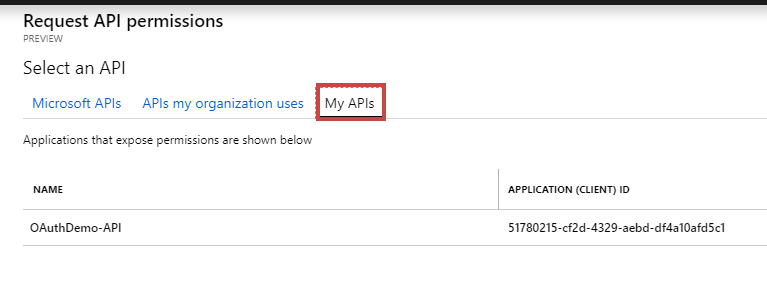 Request API permissions
PREVIEW
Select an API
Microsoft APIs APIs my organization uses My APIs
Applications that expose permissions are shown below
NAME APPLICATION (CLIENT) ID
OAuthDemo-API 51780215-cf2d-4329-aebd-df4a10afd5c1